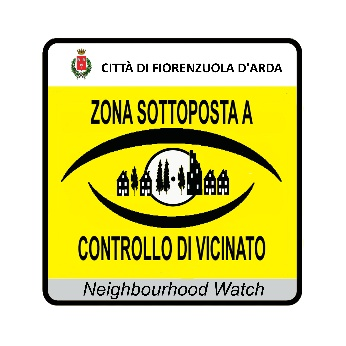 CITTÀ DI FIORENZUOLA D'ARDA
ZONA SOTTOPOSTA A
CONTROLLO DI VICINATO
Neighbourhood Watch